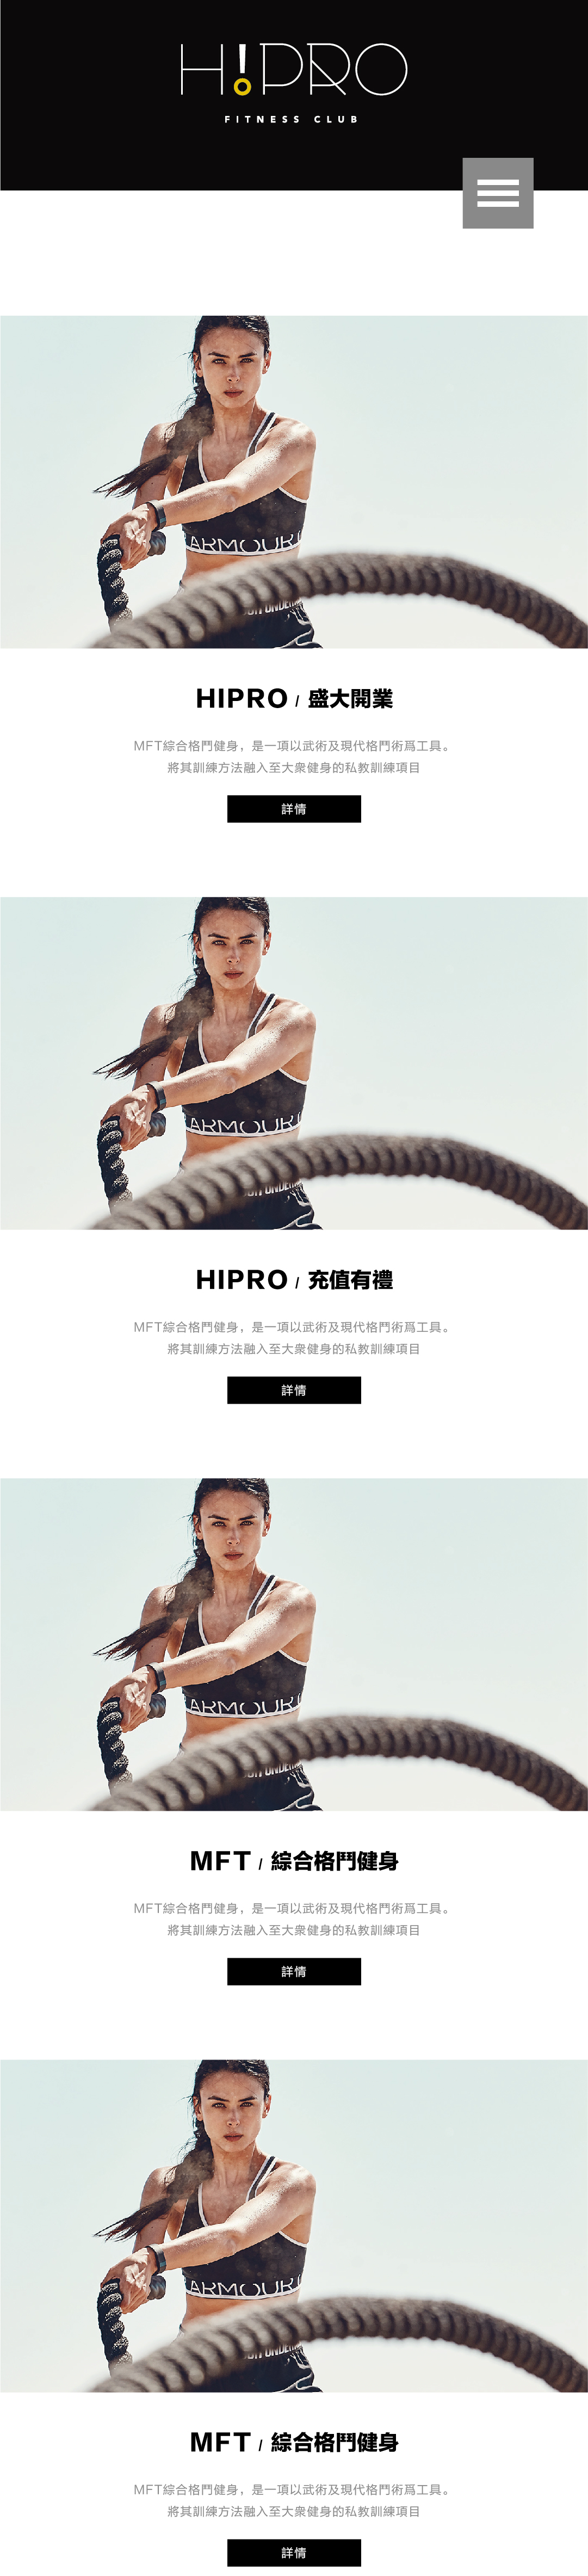 H!PRO
FITNESS CLUB
ARMOUR
HIPRO / 盛大開業
MFT綜合格鬥健身，是一項以武術及現代格鬥術爲工具。
將其訓練方法融入至大衆健身的私教訓練項目
詳情
ARMOUR
HIPRO / 充值有禮
MFT綜合格鬥健身，是一項以武術及現代格鬥術爲工具。
將其訓練方法融入至大衆健身的私教訓練項目
詳情
ARMOUR
MFT / 綜合格鬥健身
MFT綜合格鬥健身，是一項以武術及現代格鬥術爲工具。
將其訓練方法融入至大衆健身的私教訓練項目
詳情
ARMOUR
MFT / 綜合格鬥健身
MFT綜合格鬥健身，是一項以武術及現代格鬥術爲工具。
將其訓練方法融入至大衆健身的私教訓練項目
詳情